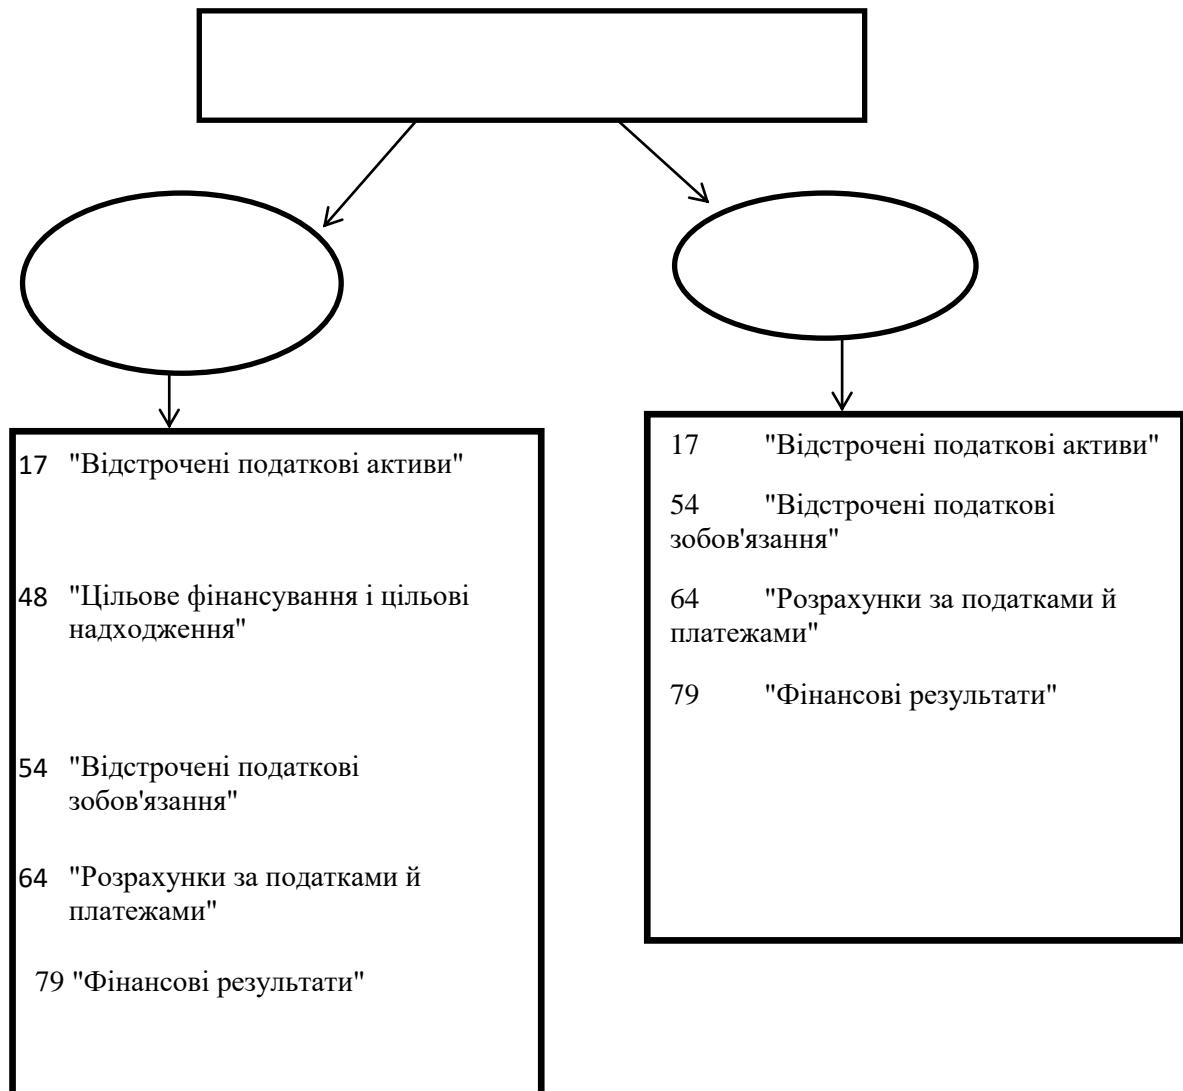 17 "Відстрочені податкові активи"
48 "Цільове фінансування і цільові
надходження"
54 "Відстрочені податкові
зобов'язання"
64 "Розрахунки за податками й
платежами"
79 "Фінансові результати"
17 "Відстрочені податкові активи"
54 "Відстрочені податкові
зобов'язання"
64 "Розрахунки за податками й
платежами"
79 "Фінансові результати"